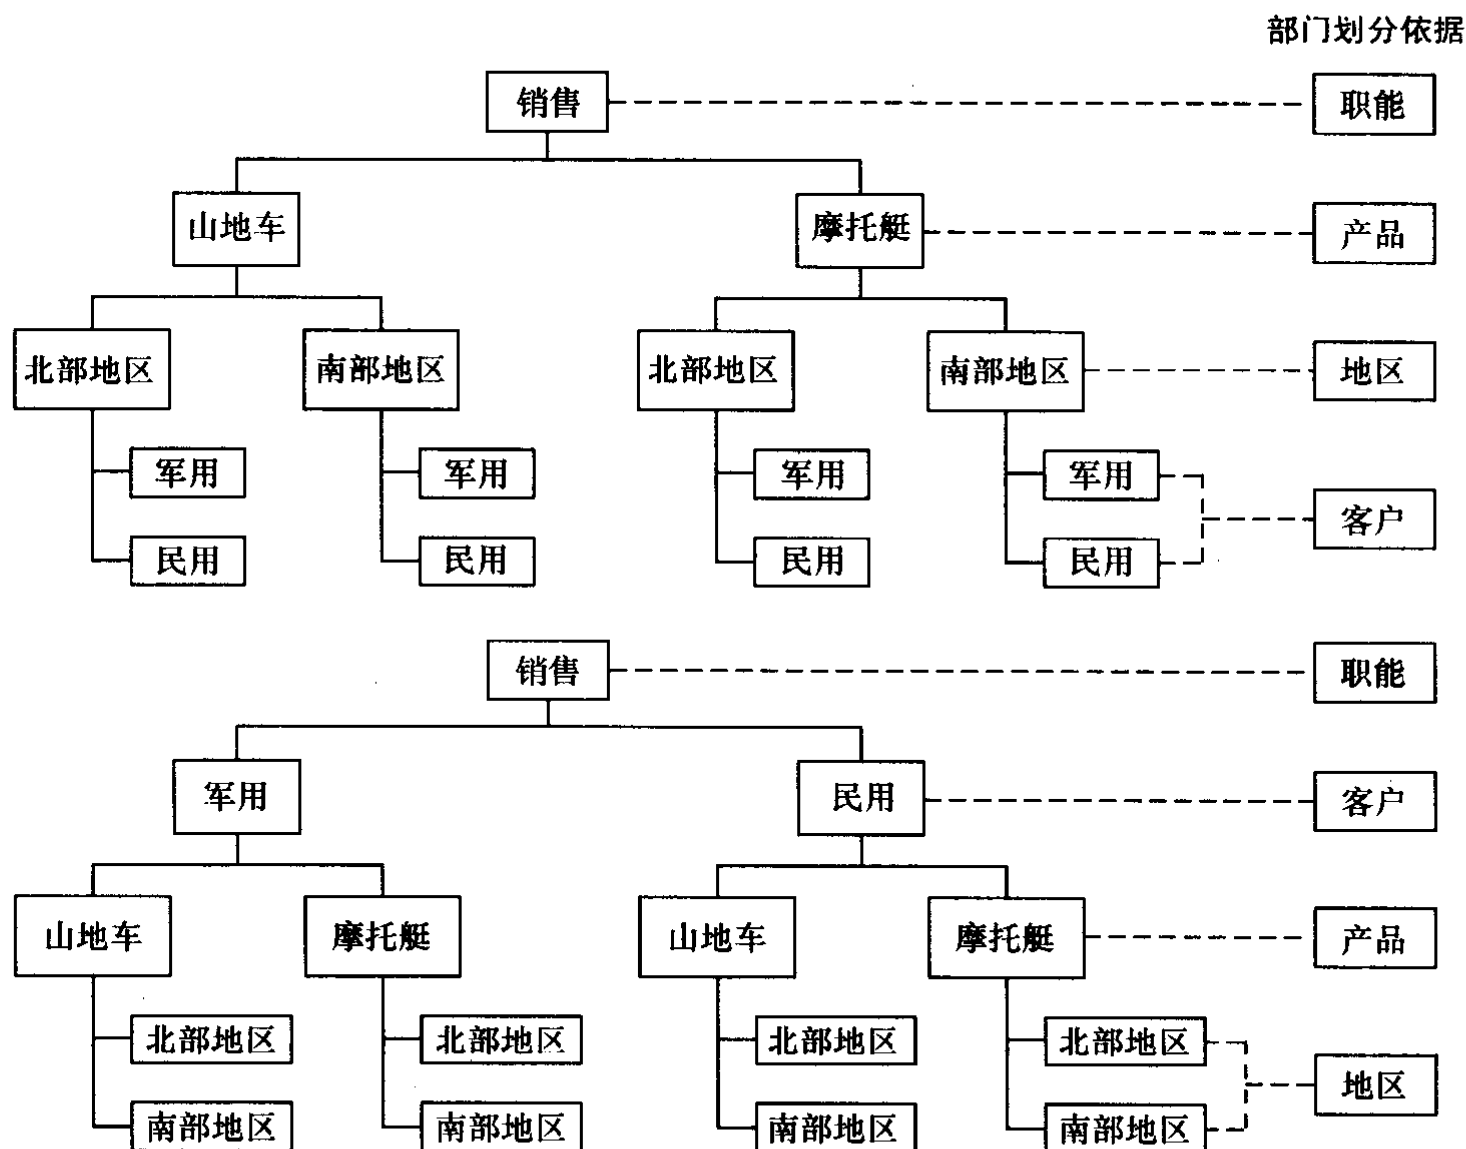 部门划分依据
销售
职能
山地车
摩托艇
产品
北部地区
南部地区
北部地区
南部地区
地区
军用
军用
军用
军用
客户
民用
民用
民用
民用
销售
职能
军用
民用
客户
山地车
摩托艇
山地车
摩托艇
产品
北部地区
北部地区
北部地区
北部地区
地区
南部地区
南部地区
南部地区
南部地区